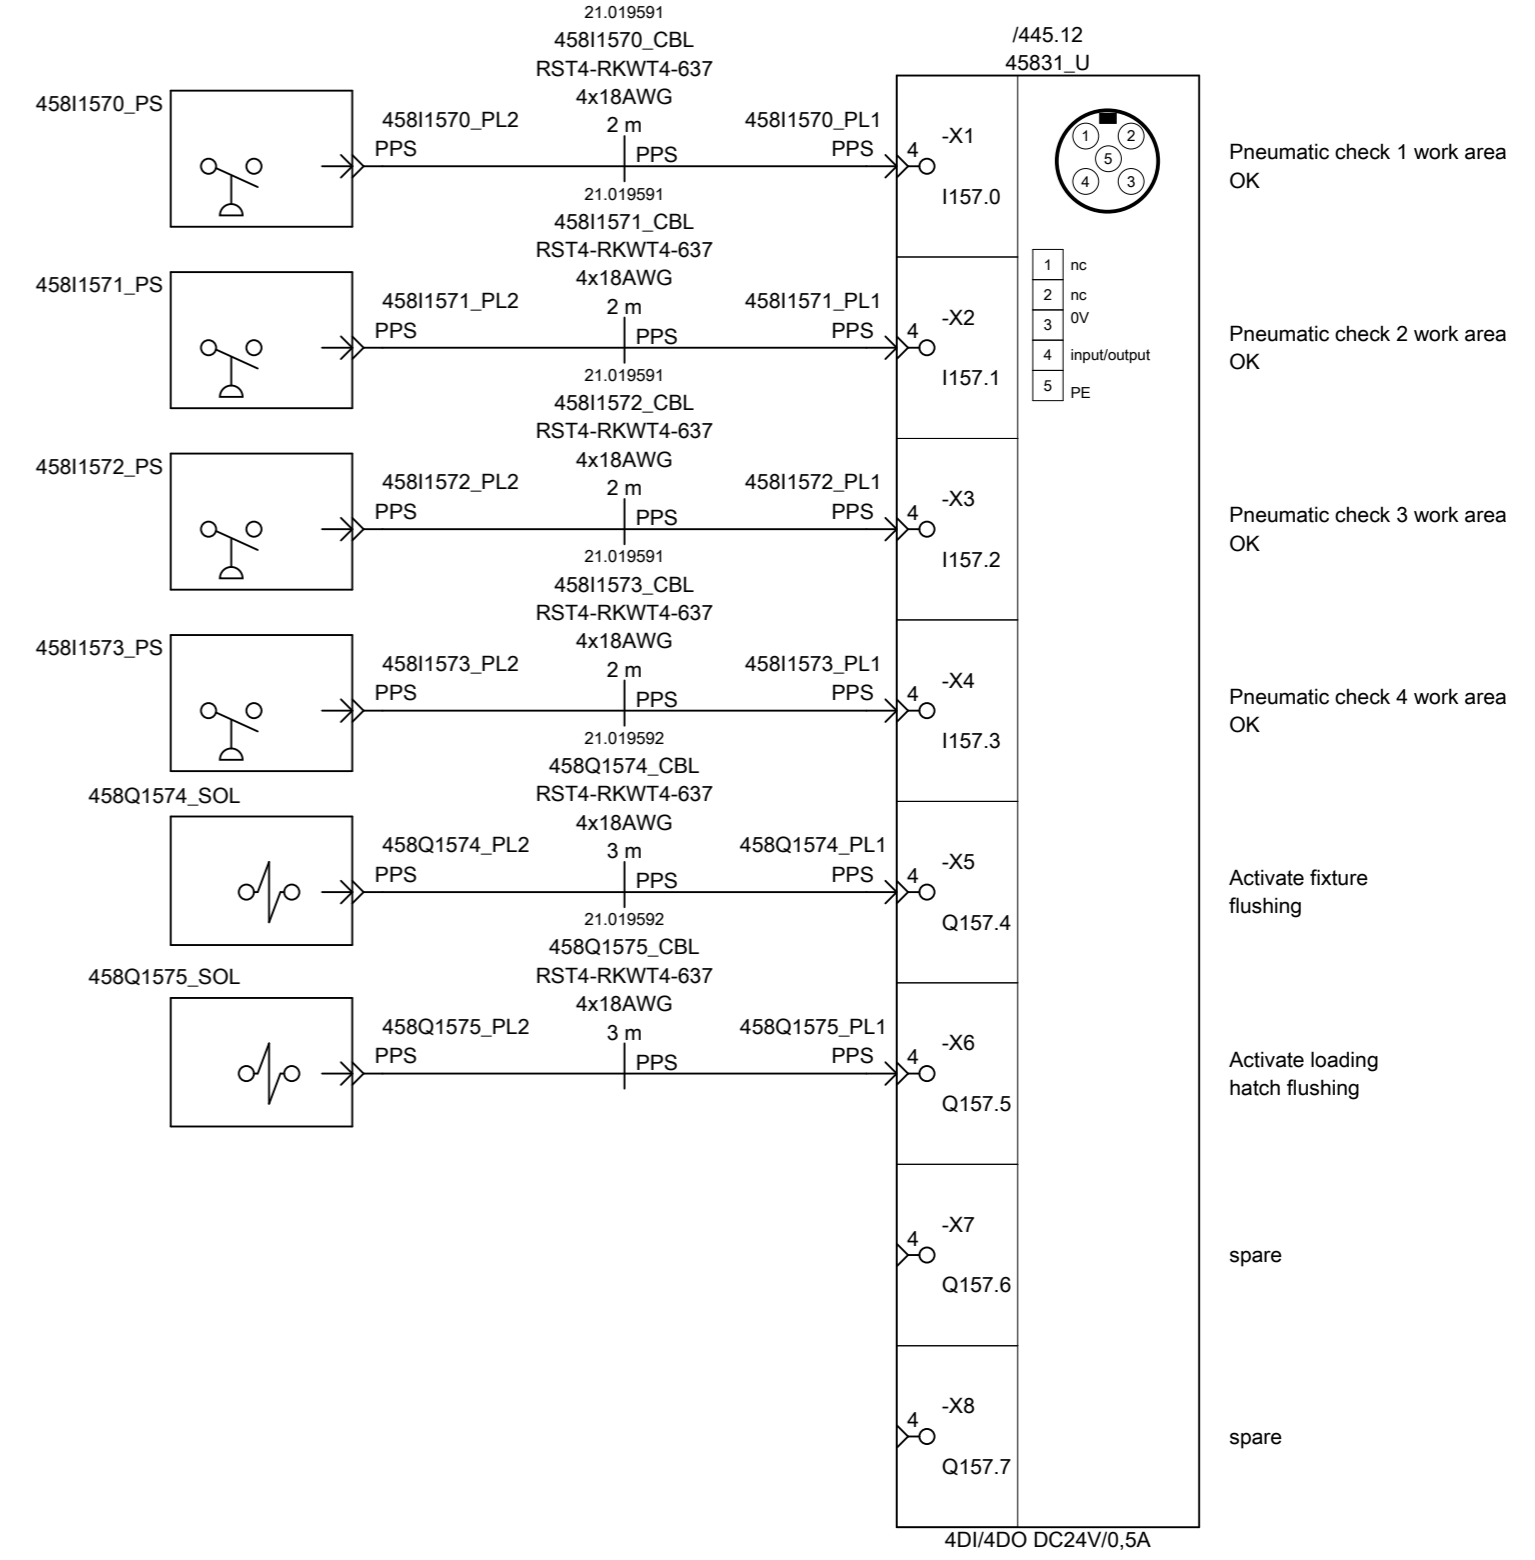 /445.12
45831_U
21.019591
458I1570_CBL
RST4-RKWT4-637
4x18AWG
2 m
458I1570_PS
458I1570_PL2
PPS
PPS
458I1570_PL1
PPS
4
-X1
I157.0
Pneumatic check 1 work area
OK
1
2
5
4
3
1 nc
2 nc
3 0V
4 input/output
5 PE
21.019591
458I1571_CBL
RST4-RKWT4-637
4x18AWG
2 m
458I1571_PS
458I1571_PL2
PPS
PPS
458I1571_PL1
PPS
4
-X2
I157.1
Pneumatic check 2 work area
OK
21.019591
458I1572_CBL
RST4-RKWT4-637
4x18AWG
2 m
458I1572_PS
458I1572_PL2
PPS
PPS
458I1572_PL1
PPS
4
-X3
I157.2
Pneumatic check 3 work area
OK
21.019591
458I1573_CBL
RST4-RKWT4-637
4x18AWG
2 m
458I1573_PS
458I1573_PL2
PPS
PPS
458I1573_PL1
PPS
4
-X4
I157.3
Pneumatic check 4 work area
OK
21.019592
458Q1574_CBL
RST4-RKWT4-637
4x18AWG
3 m
458Q1574_SOL
458Q1574_PL2
PPS
PPS
458Q1574_PL1
PPS
4
-X5
Q157.4
Activate fixture
flushing
21.019592
458Q1575_CBL
RST4-RKWT4-637
4x18AWG
3 m
458Q1575_SOL
458Q1575_PL2
PPS
PPS
458Q1575_PL1
PPS
4
-X6
Q157.5
Activate loading
hatch flushing
4
-X7
Q157.6
spare
4
-X8
Q157.7
spare
4DI/4DO DC24V/0,5A